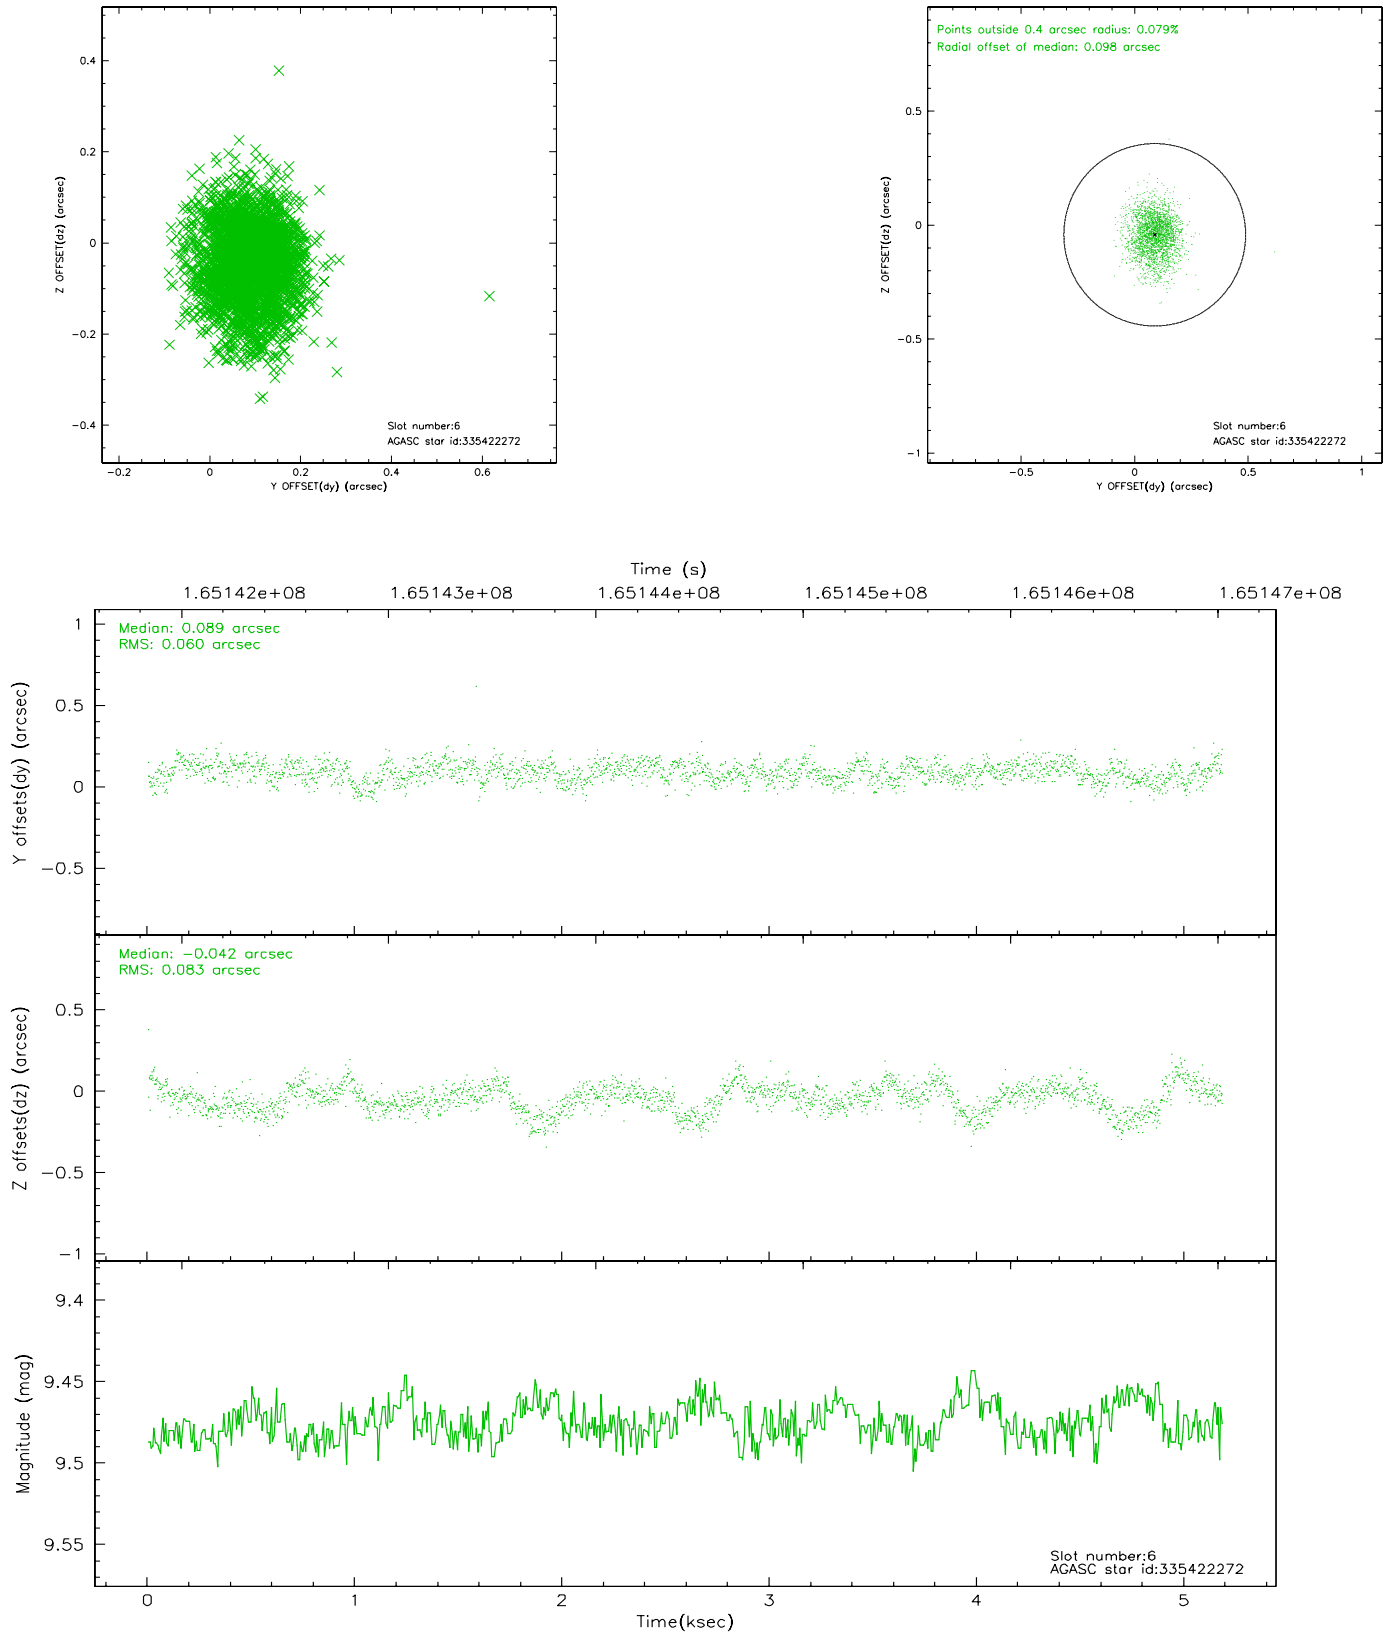 0.4
0.2
0
−0.2
−0.4
Z OFFSET(dz) (arcsec)
Slot number:6
AGASC star id:335422272
−0.2 0 0.2 0.4 0.6
Y OFFSET(dy) (arcsec)
Points outside 0.4 arcsec radius: 0.079%
Radial offset of median: 0.098 arcsec
0.5
0
−0.5
−1
Z OFFSET(dz) (arcsec)
Slot number:6
AGASC star id:335422272
−0.5 0 0.5 1
Y OFFSET(dy) (arcsec)
Time (s)
1.65142e+08 1.65143e+08 1.65144e+08 1.65145e+08 1.65146e+08 1.65147e+08
Median: 0.089 arcsec
RMS: 0.060 arcsec
1
0.5
0
−0.5
Y offsets(dy) (arcsec)
Median: −0.042 arcsec
RMS: 0.083 arcsec
0.5
0
−0.5
−1
Z offsets(dz) (arcsec)
9.4
9.45
9.5
9.55
Magnitude (mag)
Slot number:6
AGASC star id:335422272
0 1 2 3 4 5
Time(ksec)